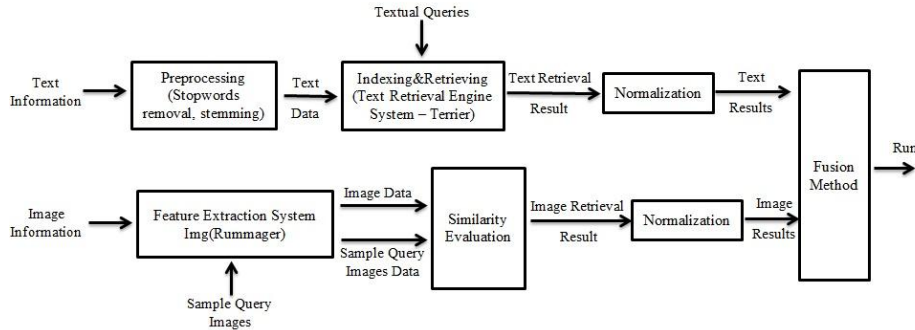 Textual Queries
Text
Information
Preprocessing
(Stopwords
removal, stemming)
Text
Data
Indexing&Retrieving
(Text Retrieval Engine
System – Terrier)
Text Retrieval
Result
Normalization
Text
Results
Fusion
Method
Run
Image
Information
Feature Extraction System
Img(Rummager)
Sample Query
Images
Image Data
Sample Query
Images Data
Similarity
Evaluation
Image Retrieval
Result
Normalization
Image
Results